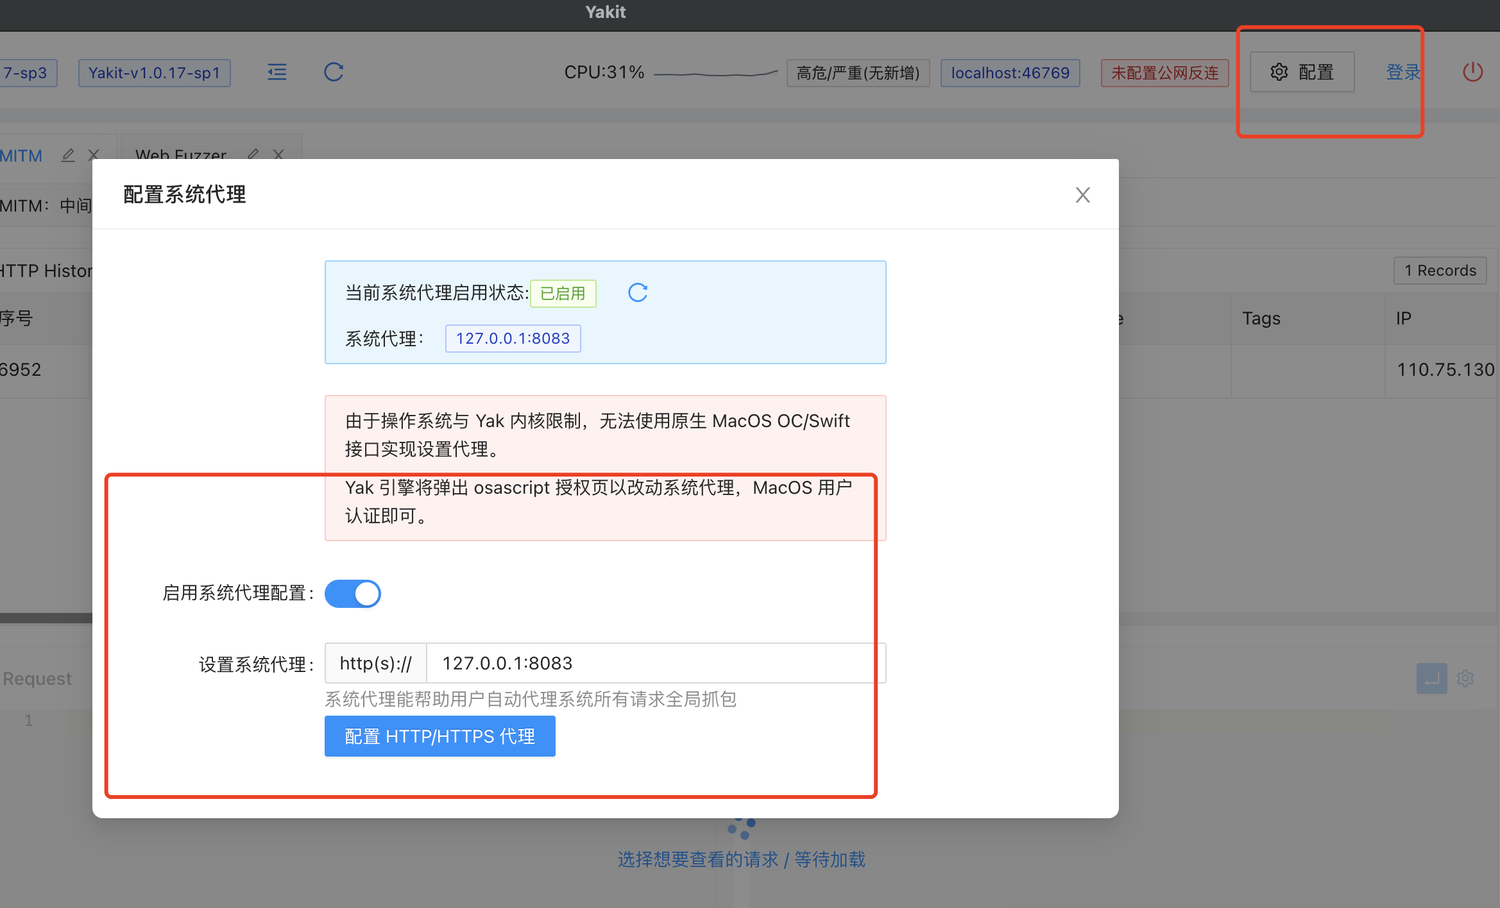 Yakit
7-sp3
Yakit-v1.0.17-sp1
CPU:31%
高危/严重(无新增)
localhost:46769
未配置公网反连
配置
登录
MITM
Web Fuzzer
MITM：中间
HTTP Histor
1 Records
序号
Tags
IP
6952
110.75.130
配置系统代理
当前系统代理启用状态:
已启用
系统代理：
127.0.0.1:8083
由于操作系统与 Yak 内核限制，无法使用原生 MacOS OC/Swift
接口实现设置代理。
Yak 引擎将弹出 osascript 授权页以改动系统代理，MacOS 用户
认证即可。
启用系统代理配置：
设置系统代理：
http(s)://
127.0.0.1:8083
系统代理能帮助用户自动代理系统所有请求全局抓包
配置 HTTP/HTTPS 代理
Request
1
选择想要查看的请求 / 等待加载